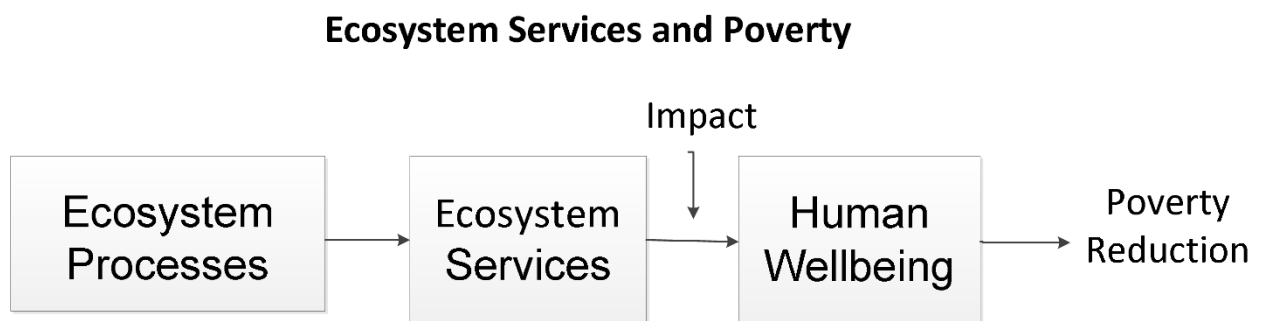 Ecosystem Services and Poverty
Impact
Ecosystem
Processes
Ecosystem
Services
Human
Wellbeing
Poverty
Reduction